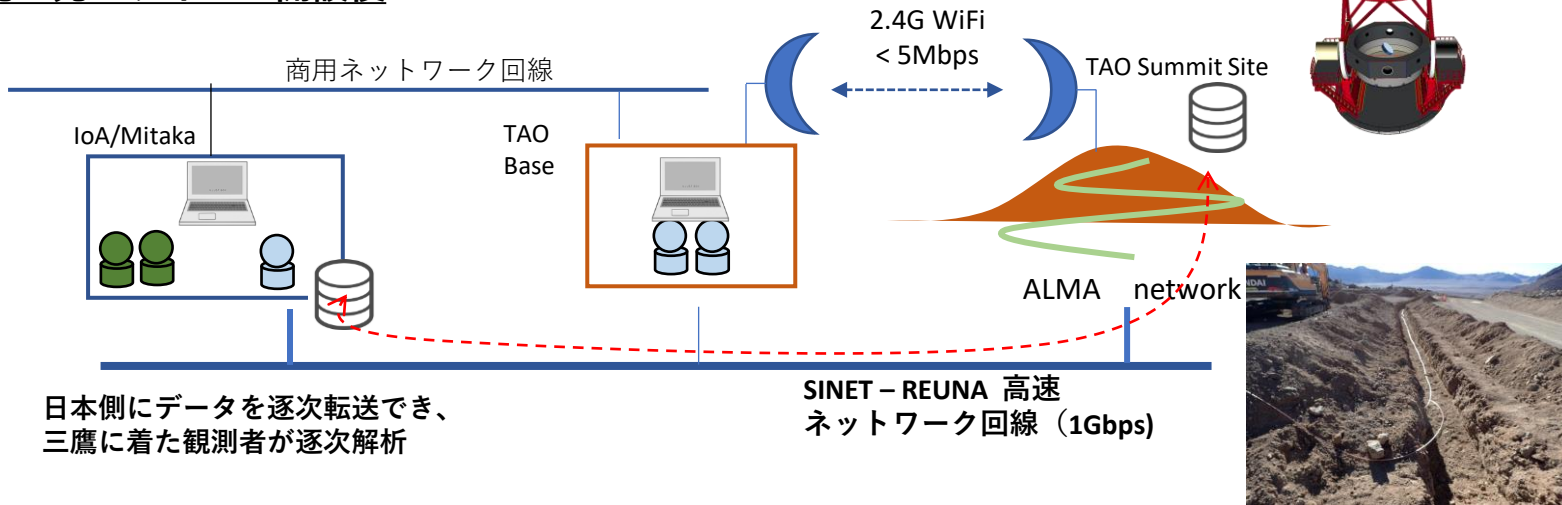 2.4G WiFi
< 5Mbps
商用ネットワーク回線
TAO Summit Site
IoA/Mitaka
TAO
Base
ALMA network
SINET – REUNA 高速
ネットワーク回線（1Gbps)
日本側にデータを逐次転送でき、
三鷹に着た観測者が逐次解析